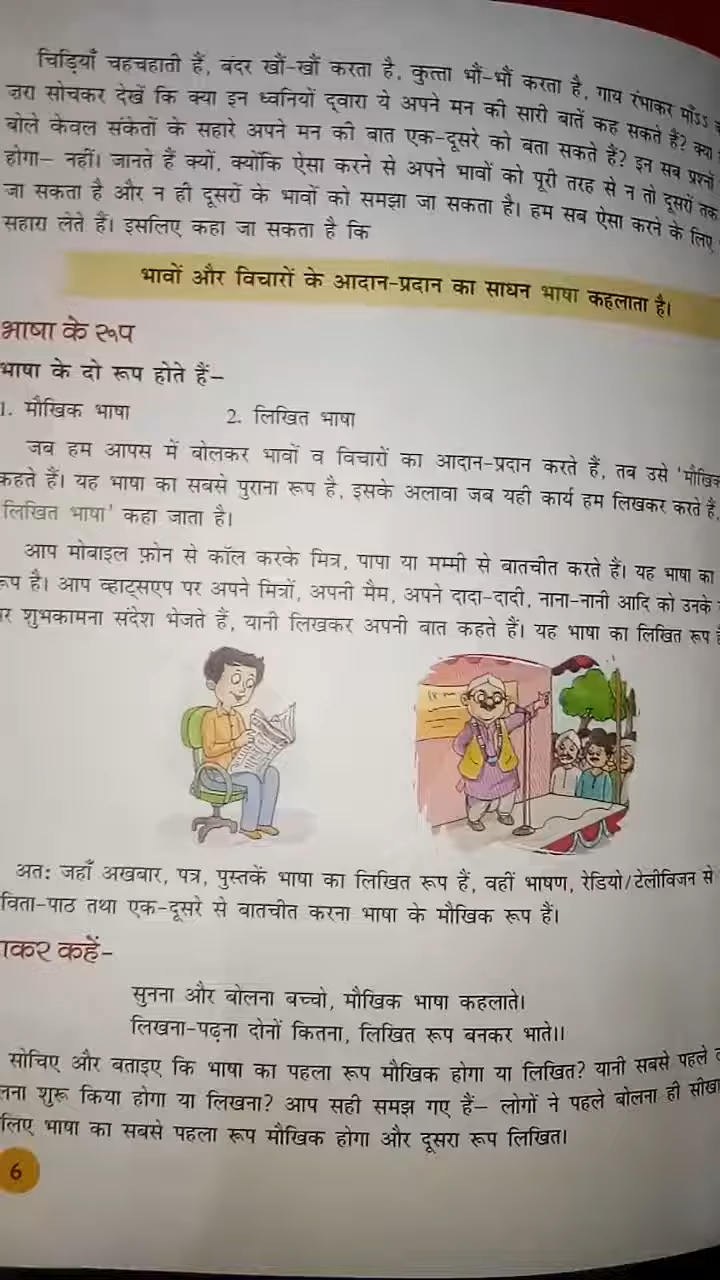 चिड़ियाँ चहचहाती हैं, बंदर खौं-खौं करता है, कुत्ता भौं-भौं करता है, गाय रंभाकर माँऽऽ
ज़रा सोचकर देखें कि क्या इन ध्वनियों द्वारा ये अपने मन की सारी बातें कह सकते हैं? क्या
बोले केवल संकेतों के सहारे अपने मन की बात एक-दूसरे को बता सकते हैं? इन सब प्रश्नों
होगा– नहीं। जानते हैं क्यों, क्योंकि ऐसा करने से अपने भावों को पूरी तरह से न तो दूसरों तक
जा सकता है और न ही दूसरों के भावों को समझा जा सकता है। हम सब ऐसा करने के लिए
सहारा लेते हैं। इसलिए कहा जा सकता है कि
भावों और विचारों के आदान-प्रदान का साधन भाषा कहलाता है।
भाषा के रूप
भाषा के दो रूप होते हैं–
1. मौखिक भाषा 2. लिखित भाषा
जब हम आपस में बोलकर भावों व विचारों का आदान-प्रदान करते हैं, तब उसे 'मौखिक
कहते हैं। यह भाषा का सबसे पुराना रूप है, इसके अलावा जब यही कार्य हम लिखकर करते हैं,
लिखित भाषा' कहा जाता है।
आप मोबाइल फ़ोन से कॉल करके मित्र, पापा या मम्मी से बातचीत करते हैं। यह भाषा का
रूप है। आप व्हाट्सएप पर अपने मित्रों, अपनी मैम, अपने दादा-दादी, नाना-नानी आदि को उनके
पर शुभकामना संदेश भेजते हैं, यानी लिखकर अपनी बात कहते हैं। यह भाषा का लिखित रूप है
अतः जहाँ अखबार, पत्र, पुस्तकें भाषा का लिखित रूप हैं, वहीं भाषण, रेडियो/टेलीविजन से
विता-पाठ तथा एक-दूसरे से बातचीत करना भाषा के मौखिक रूप हैं।
ाकर कहें–
सुनना और बोलना बच्चो, मौखिक भाषा कहलाते।
लिखना-पढ़ना दोनों कितना, लिखित रूप बनकर भाते।।
सोचिए और बताइए कि भाषा का पहला रूप मौखिक होगा या लिखित? यानी सबसे पहले
लना शुरू किया होगा या लिखना? आप सही समझ गए हैं– लोगों ने पहले बोलना ही सीखा
लिए भाषा का सबसे पहला रूप मौखिक होगा और दूसरा रूप लिखित।
6